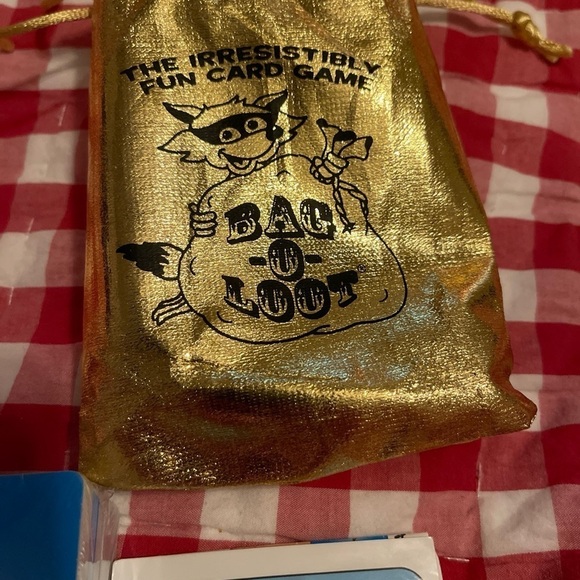 THE IRRESISTIBLY
FUN CARD GAME
BAG
-O-
LOOT